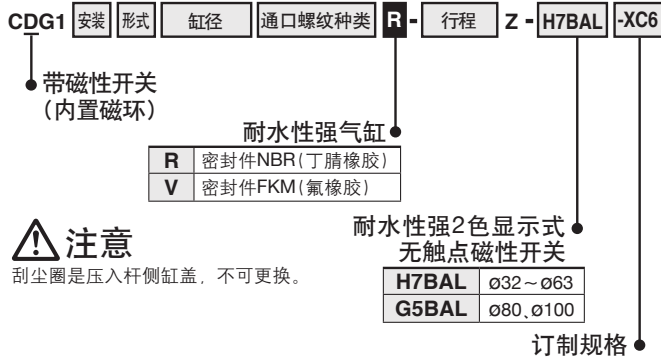 CDG1 安装 形式 缸径 通口螺纹种类 R - 行程 Z - H7BAL -XC6
带磁性开关
（内置磁环）
耐水性强气缸
R 密封件NBR（丁腈橡胶）
V 密封件FKM（氟橡胶）
注意
刮尘圈是压入杆侧缸盖，不可更换。
耐水性强2色显示式
无触点磁性开关
H7BAL ø32～ø63
G5BAL ø80、ø100
订制规格